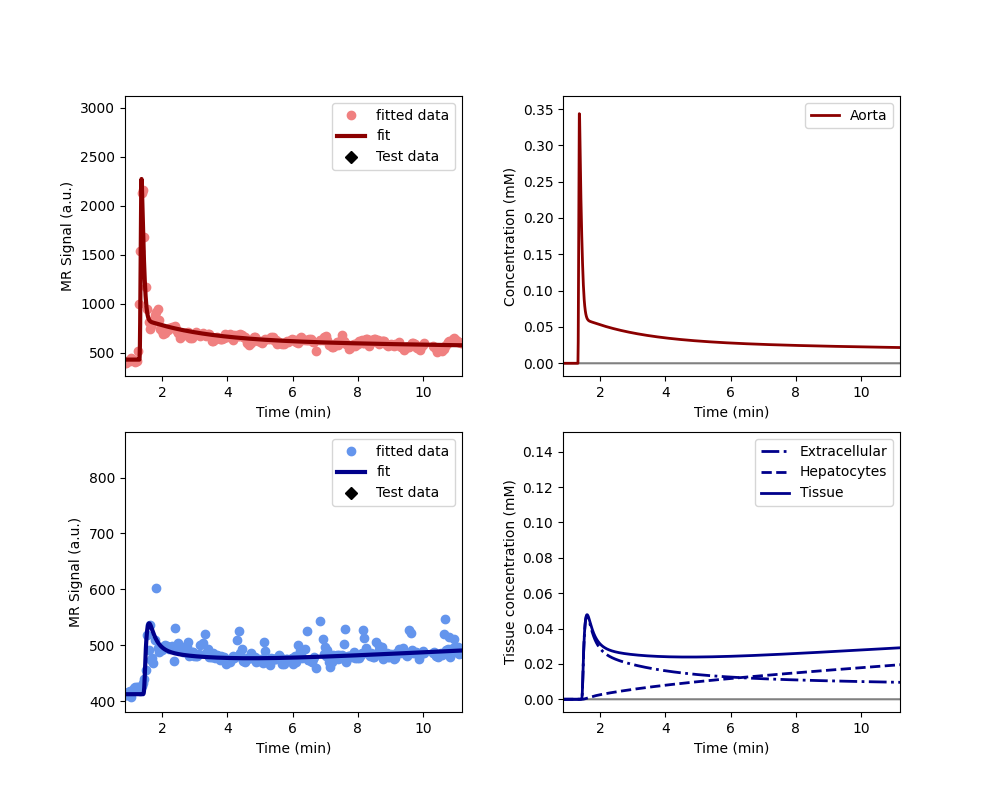 3000
2500
2000
1500
1000
500
MR Signal (a.u.)
fitted data
fit
Test data
2 4 6 8 10
Time (min)
0.35
0.30
0.25
0.20
0.15
0.10
0.05
0.00
Concentration (mM)
Aorta
2 4 6 8 10
Time (min)
800
700
600
500
400
MR Signal (a.u.)
fitted data
fit
Test data
2 4 6 8 10
Time (min)
0.14
0.12
0.10
0.08
0.06
0.04
0.02
0.00
Tissue concentration (mM)
Extracellular
Hepatocytes
Tissue
2 4 6 8 10
Time (min)